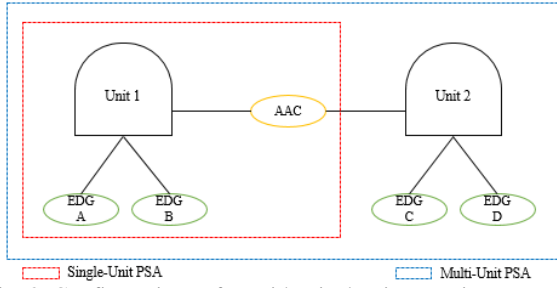 Unit 1
AAC
Unit 2
EDG
A
EDG
B
EDG
C
EDG
D
Single-Unit PSA
Multi-Unit PSA